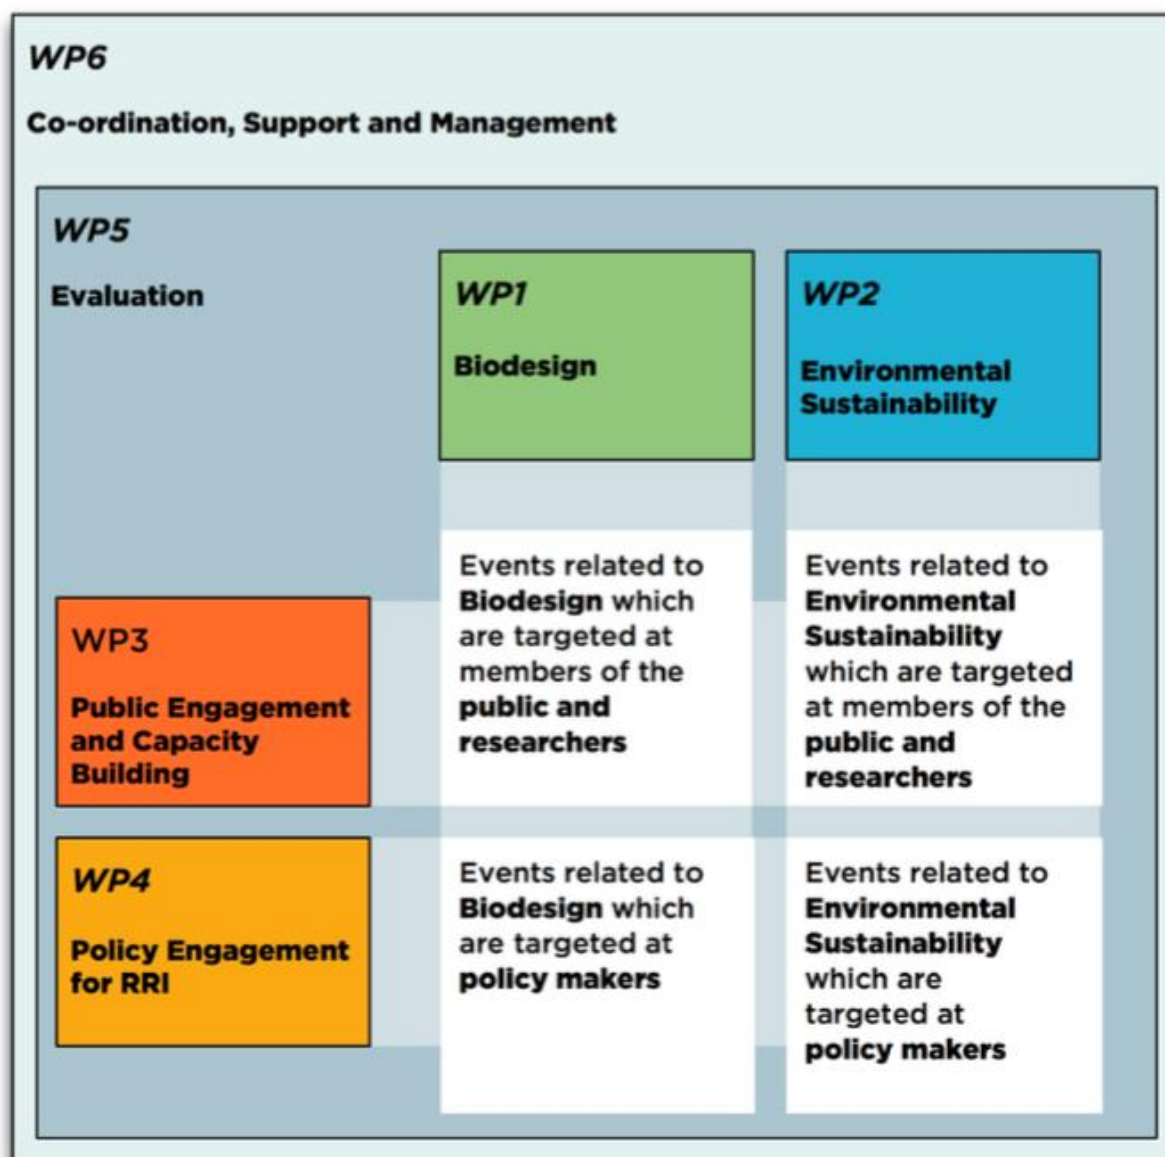 WP6
Co-ordination, Support and Management
WP5
Evaluation
WP1
Biodesign
WP2
Environmental
Sustainability
WP3
Public Engagement
and Capacity
Building
Events related to
Biodesign which
are targeted at
members of the
public and
researchers
Events related to
Environmental
Sustainability
which are targeted
at members of the
public and
researchers
WP4
Policy Engagement
for RRI
Events related to
Biodesign which
are targeted at
policy makers
Events related to
Environmental
Sustainability
which are
targeted at
policy makers